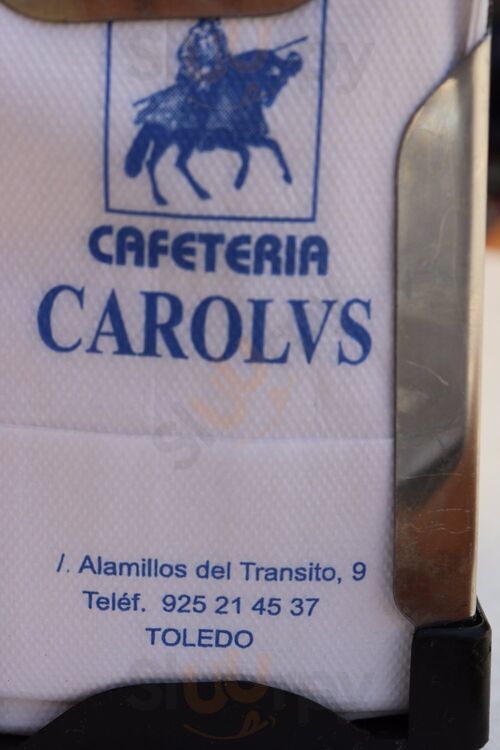 CAFETERIA
CAROLVS
/. Alamillos del Transito, 9
Teléf. 925 21 45 37
TOLEDO